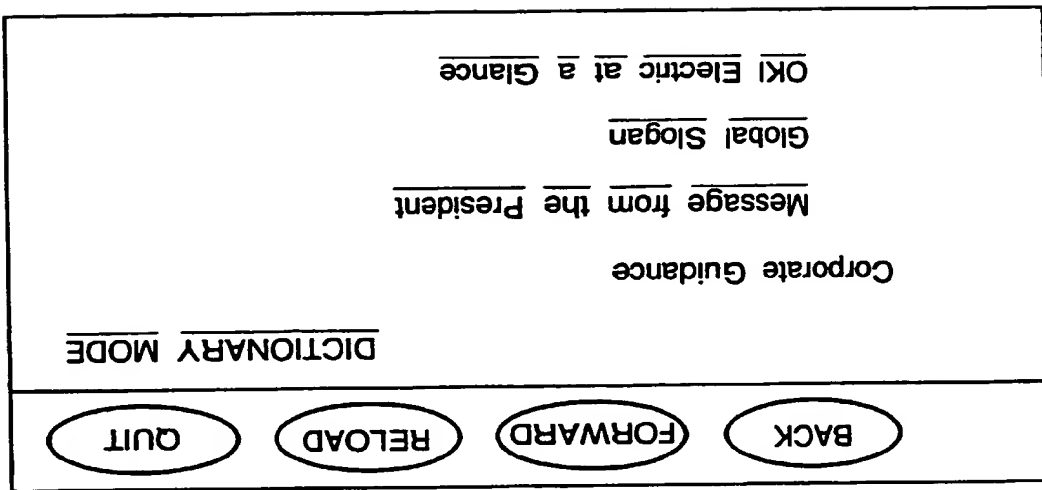 BACK FORWARD RELOAD QUIT
DICTIONARY MODE
Corporate Guidance
Message from the President
Global Slogan
OKI Electric at a Glance